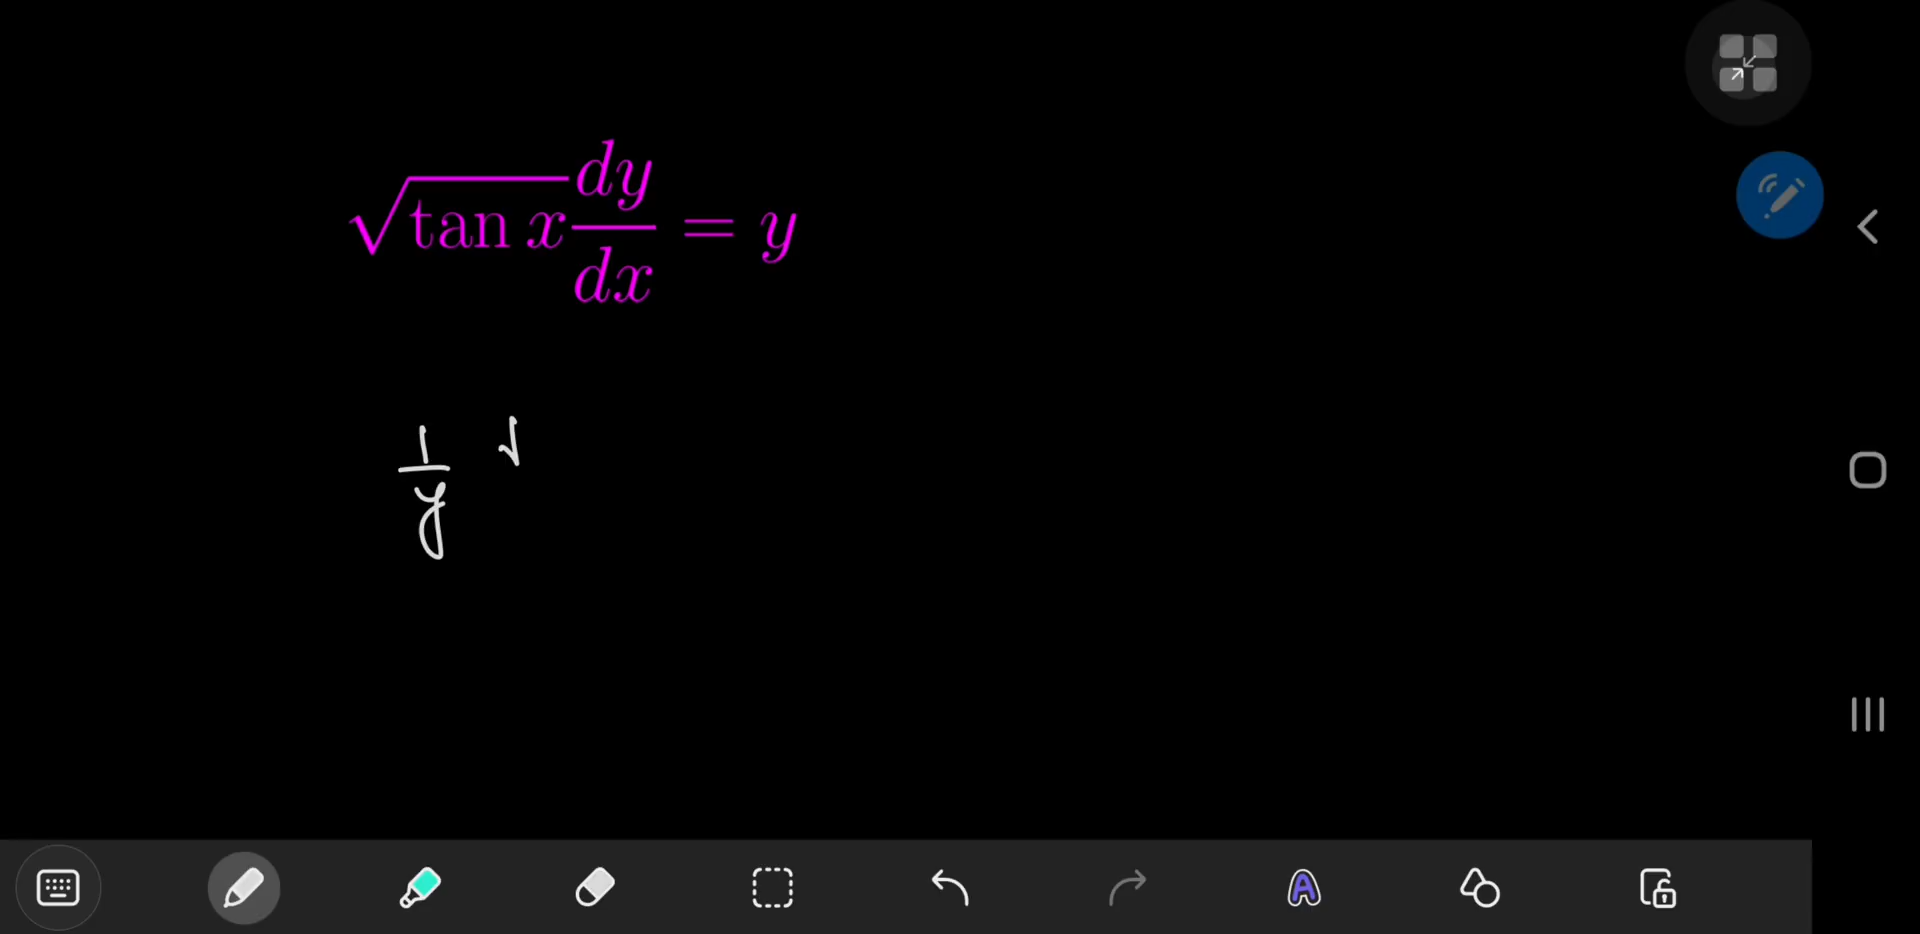 √tan x dy/dx = y
1/y √